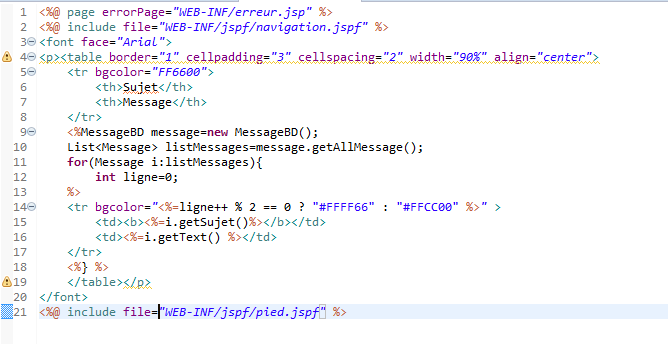 1 <%@ page errorPage="WEB-INF/erreur.jsp" %>
2 <%@ include file="WEB-INF/jspf/navigation.jspf" %>
3 <font face="Arial">
4 <p><table border="1" cellpadding="3" cellspacing="2" width="90%" align="center">
5 <tr bgcolor="FF6600">
6 <th>Sujet</th>
7 <th>Message</th>
8 </tr>
9 <%MessageBD message=new MessageBD();
10 List<Message> listMessages=message.getAllMessage();
11 for(Message i:listMessages){
12 int ligne=0;
13 %>
14 <tr bgcolor="<%=ligne++ % 2 == 0 ? "#FFFF66" : "#FFCC00" %>" >
15 <td><b><%=i.getSujet()%></b></td>
16 <td><%=i.getText() %></td>
17 </tr>
18 <%} %>
19 </table></p>
20 </font>
21 <%@ include file="WEB-INF/jspf/pied.jspf" %>